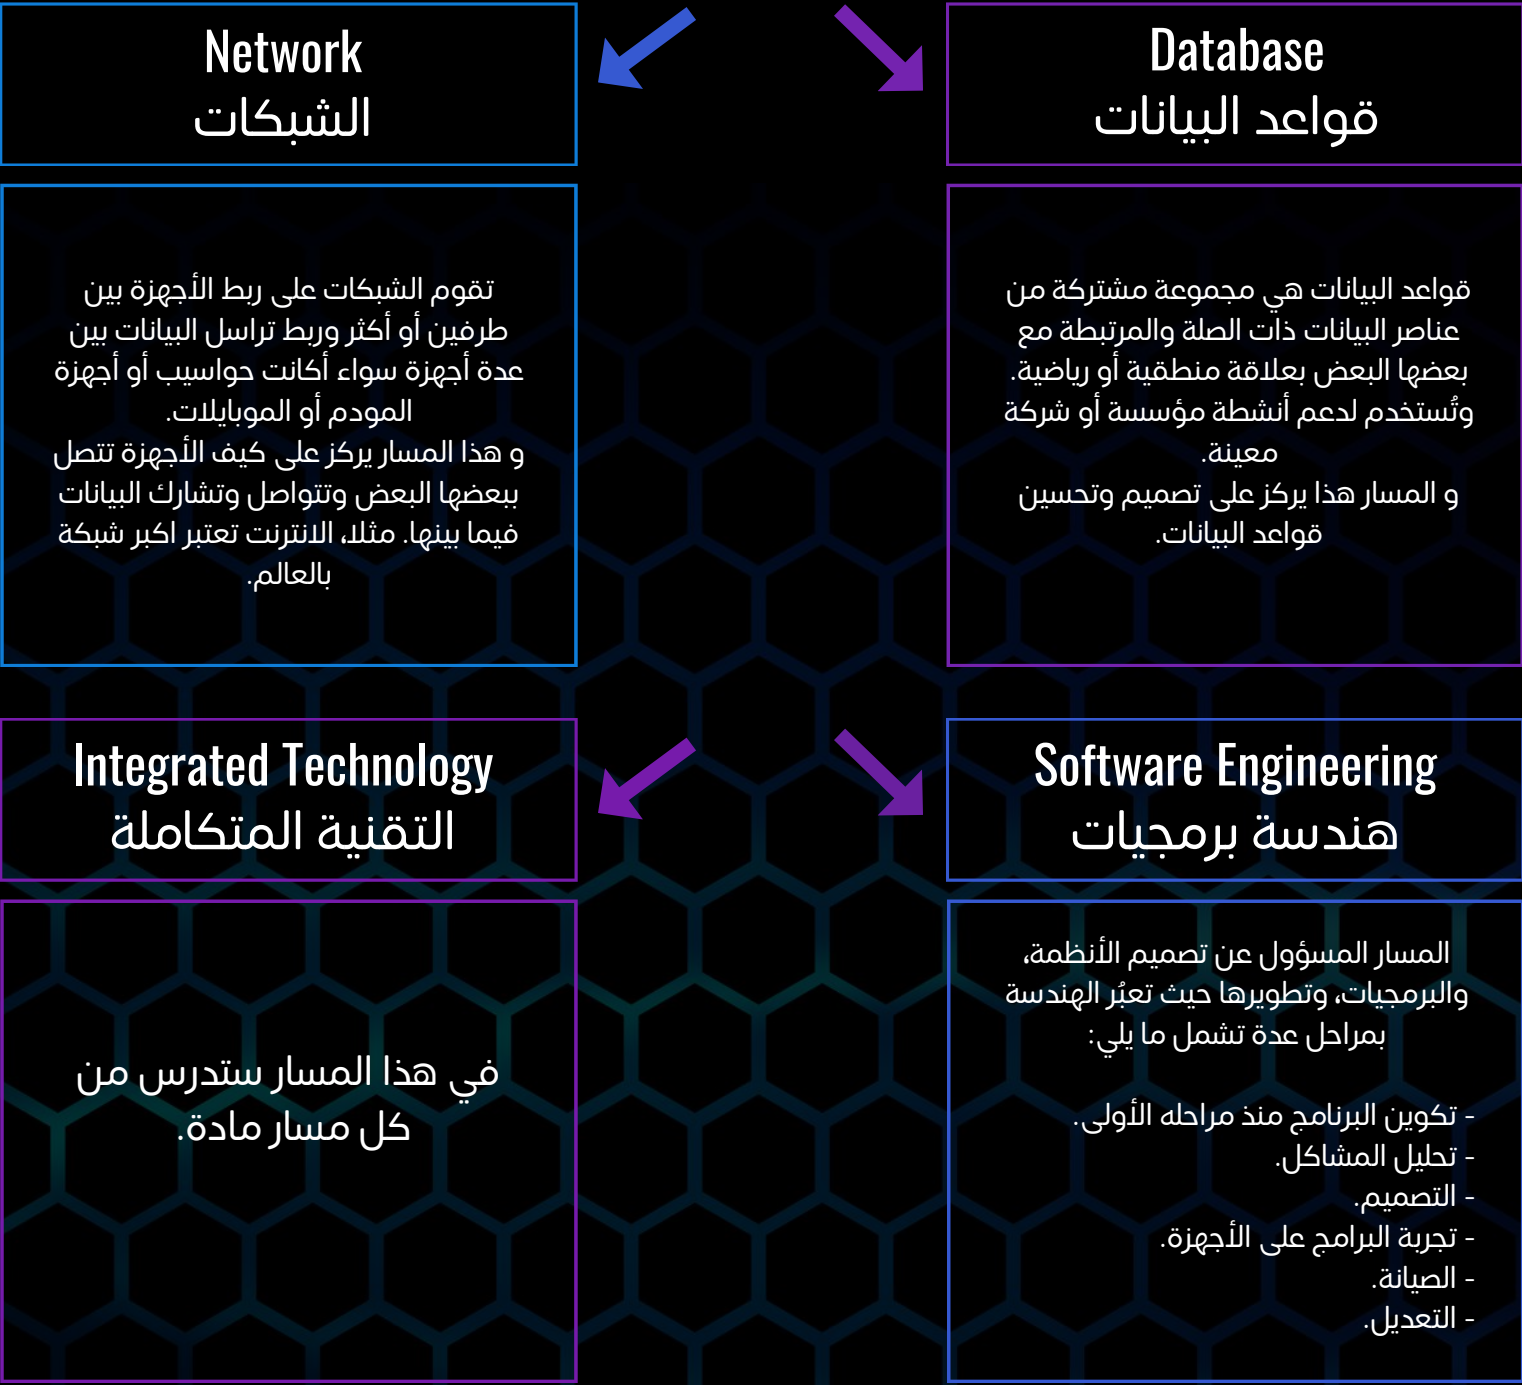 Database
قواعد البيانات
قواعد البيانات هي مجموعة مشتركة من
عناصر البيانات ذات الصلة والمرتبطة مع
بعضها البعض بعلاقة منطقية أو رياضية.
وتُستخدم لدعم أنشطة مؤسسة أو شركة
معينة.
و المسار هذا يركز على تصميم وتحسين
قواعد البيانات.
Network
الشبكات
تقوم الشبكات على ربط الأجهزة بين
طرفين أو أكثر وربط تراسل البيانات بين
عدة أجهزة سواء أكانت حواسيب أو أجهزة
المودم أو الموبايلات.
و هذا المسار يركز على كيف الأجهزة تتصل
ببعضها البعض وتتواصل وتشارك البيانات
فيما بينها. مثلا، الانترنت تعتبر اكبر شبكة
بالعالم.
Software Engineering
هندسة برمجيات
المسار المسؤول عن تصميم الأنظمة،
والبرمجيات، وتطويرها حيث تعبُر الهندسة
بمراحل عدة تشمل ما يلي:
- تكوين البرنامج منذ مراحله الأولى.
- تحليل المشاكل.
- التصميم.
- تجربة البرامج على الأجهزة.
- الصيانة.
- التعديل.
Integrated Technology
التقنية المتكاملة
في هذا المسار ستدرس من
كل مسار مادة.